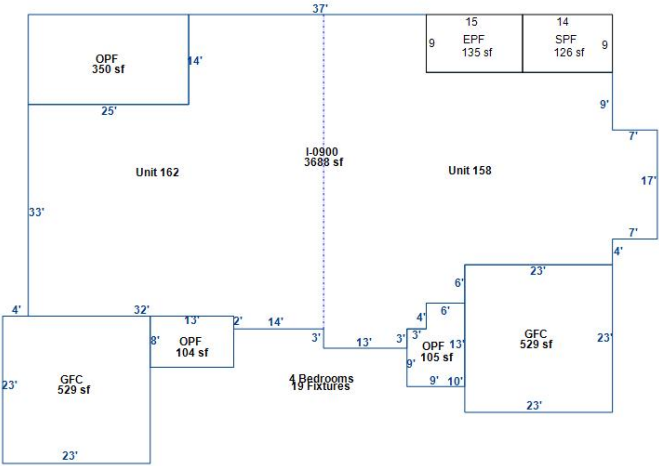 37'
15
14
OPF
350 sf
14'
9
EPF
135 sf
SPF
126 sf
9
25'
9'
7'
I-0900
3688 sf
Unit 162
Unit 158
17'
33'
7'
4'
23'
6'
4'
32'
13'
2'
14'
4'
6'
3'
3'
3'
13'
8'
OPF
104 sf
OPF
105 sf
13'
GFC
529 sf
23'
9'
GFC
529 sf
23'
4 Bedrooms
19 Fixtures
9'
10'
23'
23'